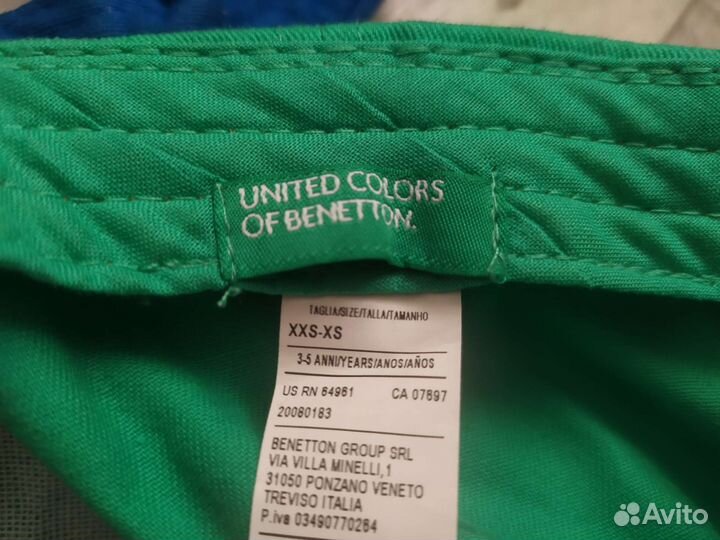 UNITED COLORS
OF BENETTON.
TAGLIA/SIZE/TALLA/TAMANHO
XXS-XS
3-5 ANNI/YEARS/ANOS/AÑOS
US RN 64961 CA 07697
20080183
BENETTON GROUP SRL
VIA VILLA MINELLI,1
31050 PONZANO VENETO
TREVISO ITALIA
P.iva 03490770264
Avito